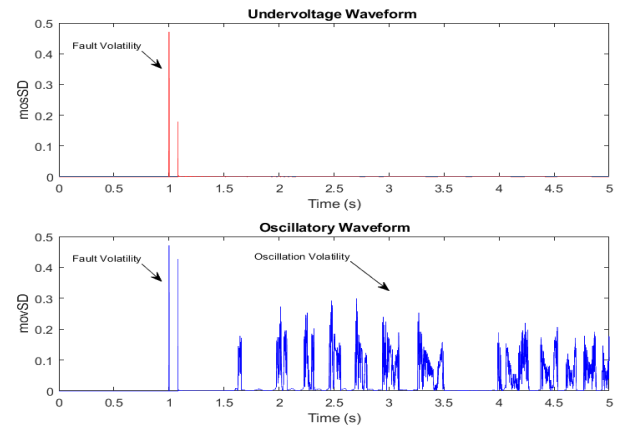 Undervoltage Waveform
0.5
0.4
0.3
0.2
0.1
0
mosSD
Fault Volatility
0 0.5 1 1.5 2 2.5 3 3.5 4 4.5 5
Time (s)
Oscillatory Waveform
0.5
0.4
0.3
0.2
0.1
0
movSD
Fault Volatility
Oscillation Volatility
0 0.5 1 1.5 2 2.5 3 3.5 4 4.5 5
Time (s)